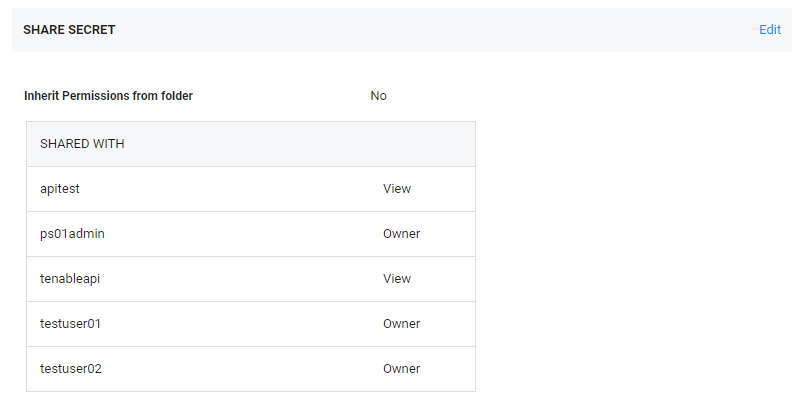 SHARE SECRET Edit
Inherit Permissions from folder No
SHARED WITH
apitest View
ps01admin Owner
tenableapi View
testuser01 Owner
testuser02 Owner